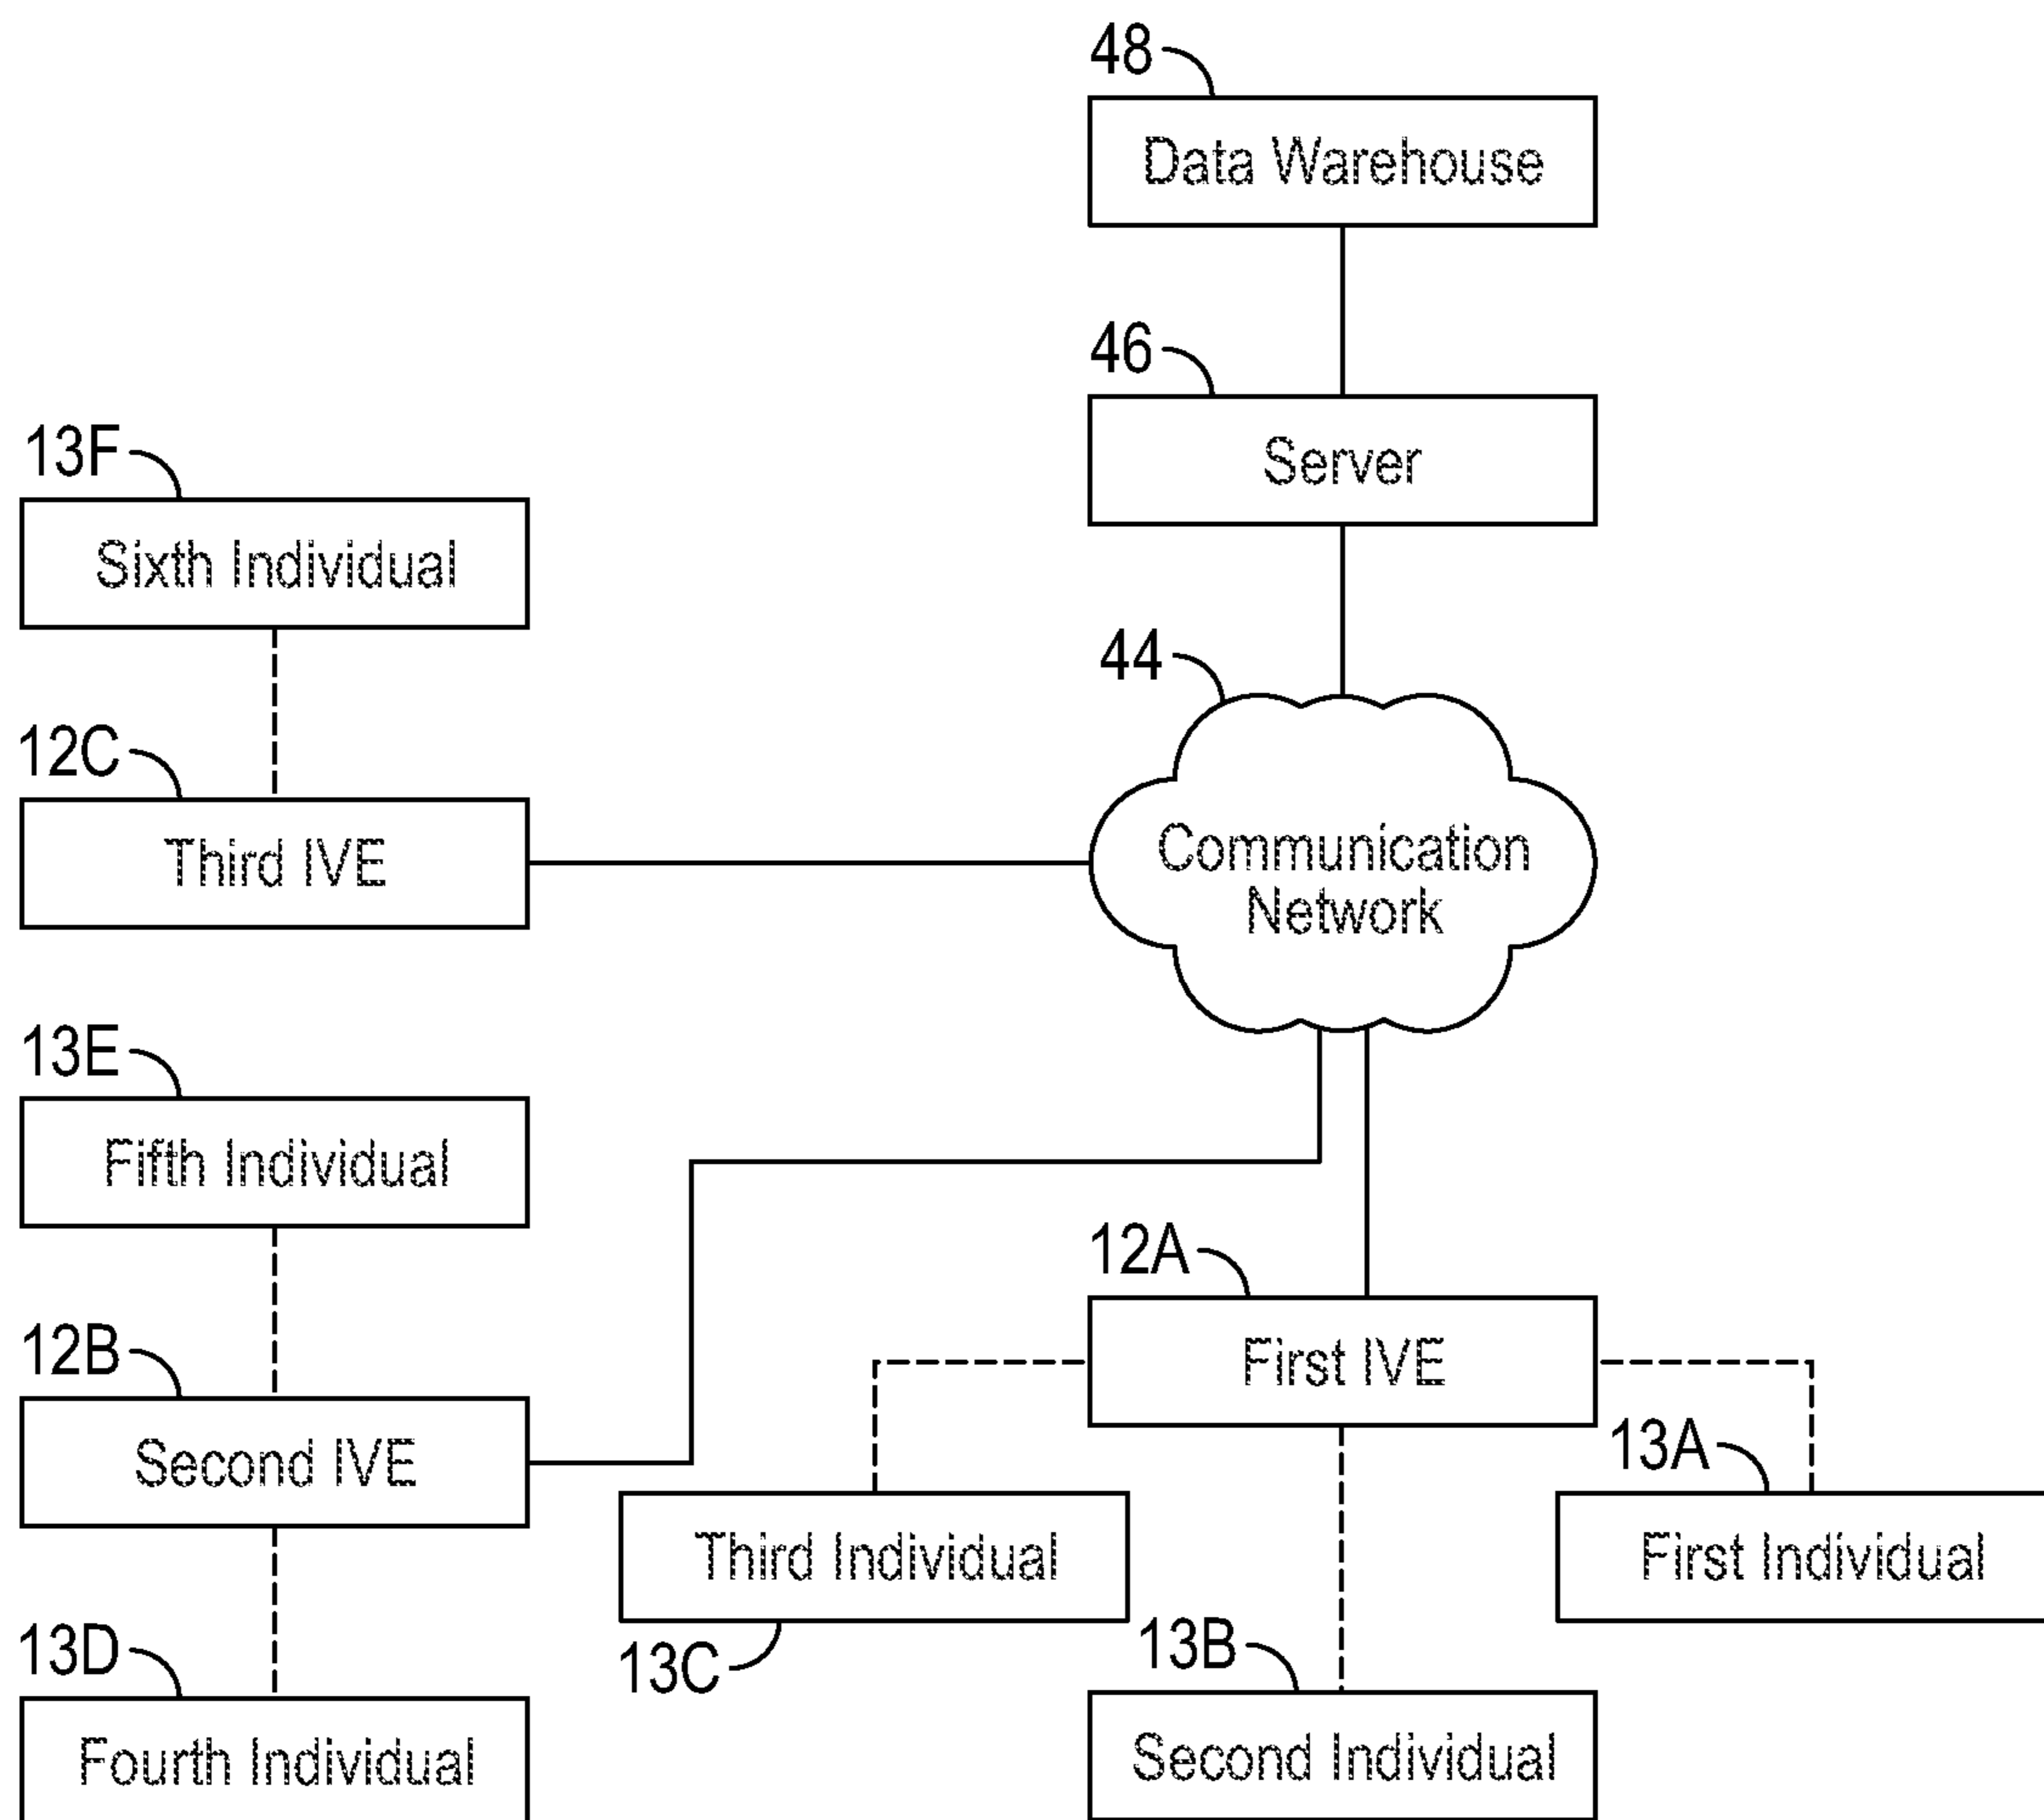 48
Data Warehouse
46
Server
13F
Sixth Individual
44
12C
Third IVE
Communication
Network
13E
Fifth Individual
12A
First IVE
12B
Second IVE
13A
Third Individual
First Individual
13C
13B
13D
Fourth Individual
Second Individual